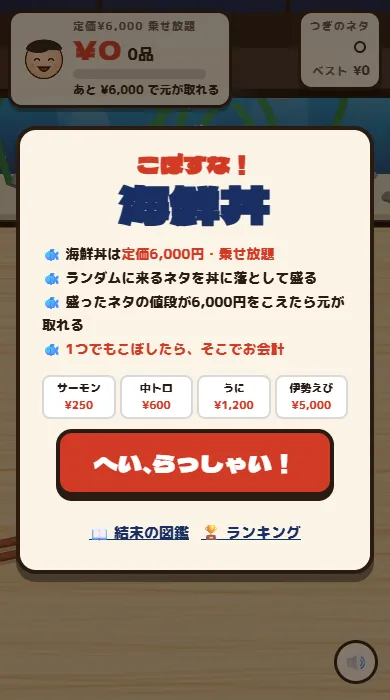 定価¥6,000 乗せ放題
¥0 0品
あと ¥6,000 で元が取れる
つぎのネタ
ベスト ¥0
こぼすな！
海鮮丼
海鮮丼は定価6,000円・乗せ放題
ランダムに来るネタを丼に落として盛る
盛ったネタの値段が6,000円をこえたら元が
取れる
1つでもこぼしたら、そこでお会計
サーモン
¥250
中トロ
¥600
うに
¥1,200
伊勢えび
¥5,000
へい、らっしゃい！
結末の図鑑 ランキング